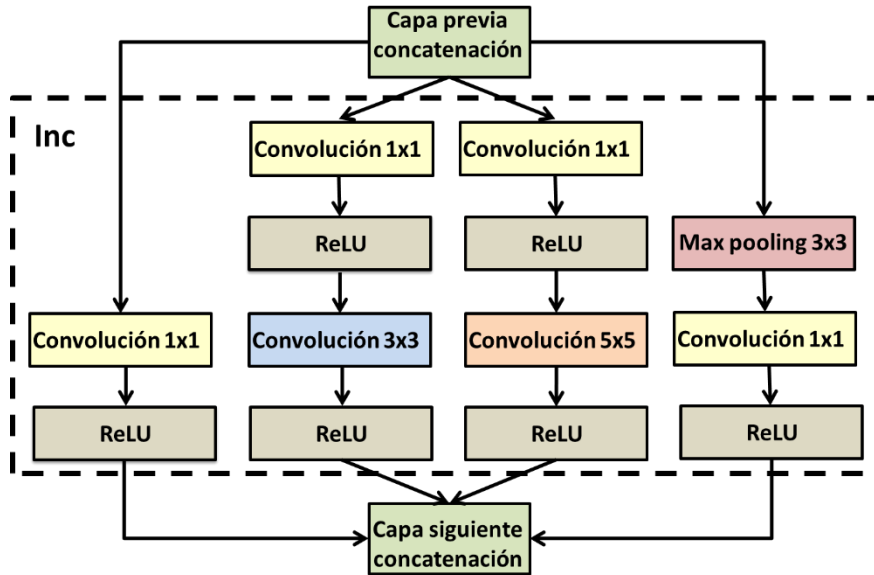 Capa previa
concatenación
Inc
Convolución 1x1
Convolución 1x1
ReLU
ReLU
Max pooling 3x3
Convolución 1x1
Convolución 3x3
Convolución 5x5
Convolución 1x1
ReLU
ReLU
ReLU
ReLU
Capa siguiente
concatenación